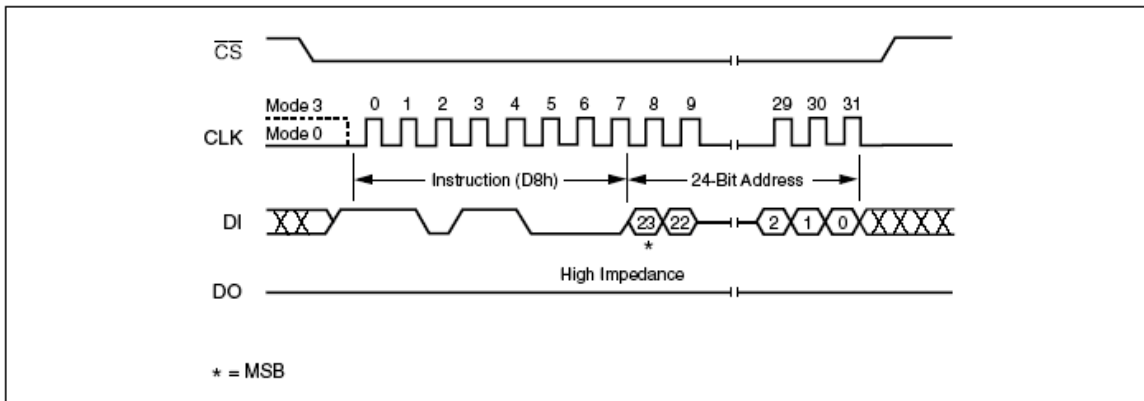 CS
Mode 3
0 1 2 3 4 5 6 7 8 9 29 30 31
CLK
Mode 0
Instruction (D8h)
24-Bit Address
DI
23 22 2 1 0
*
High Impedance
DO
* = MSB